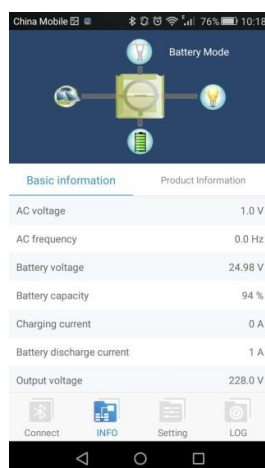 China Mobile 76% 10:18
Battery Mode
Basic information Product Information
AC voltage 1.0 V
AC frequency 0.0 Hz
Battery voltage 24.98 V
Battery capacity 94 %
Charging current 0 A
Battery discharge current 1 A
Output voltage 228.0 V
Connect INFO Setting LOG